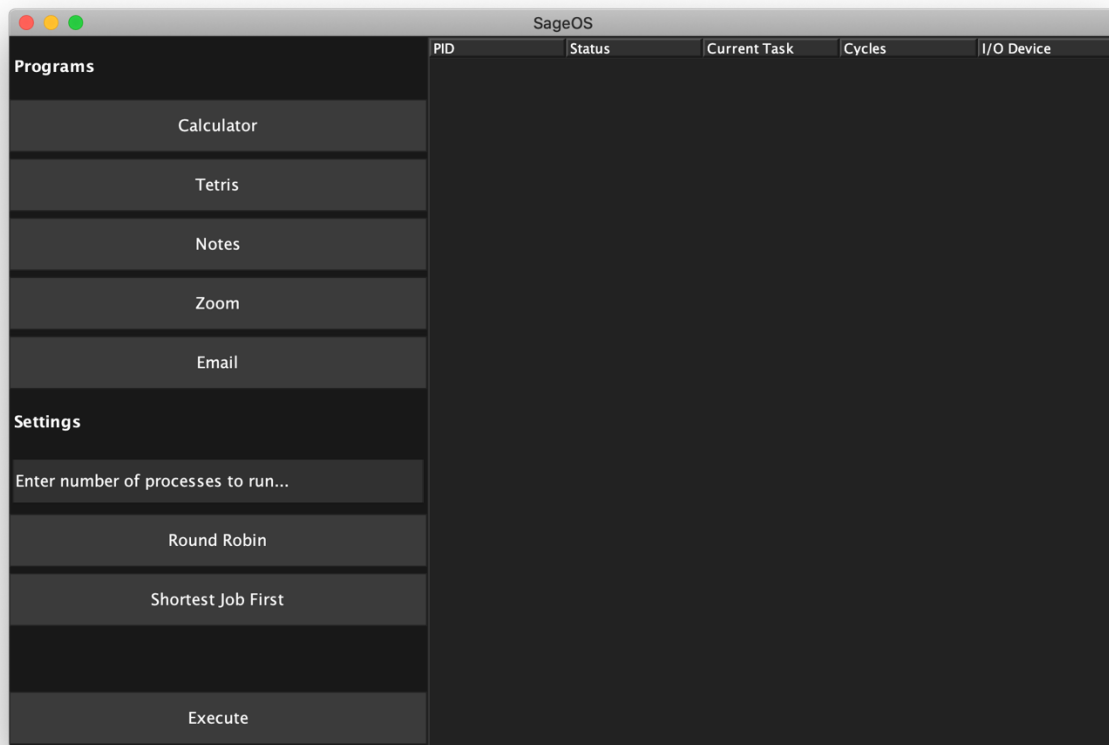 SageOS
Programs
Calculator
Tetris
Notes
Zoom
Email
Settings
Enter number of processes to run...
Round Robin
Shortest Job First
Execute
PID Status Current Task Cycles I/O Device